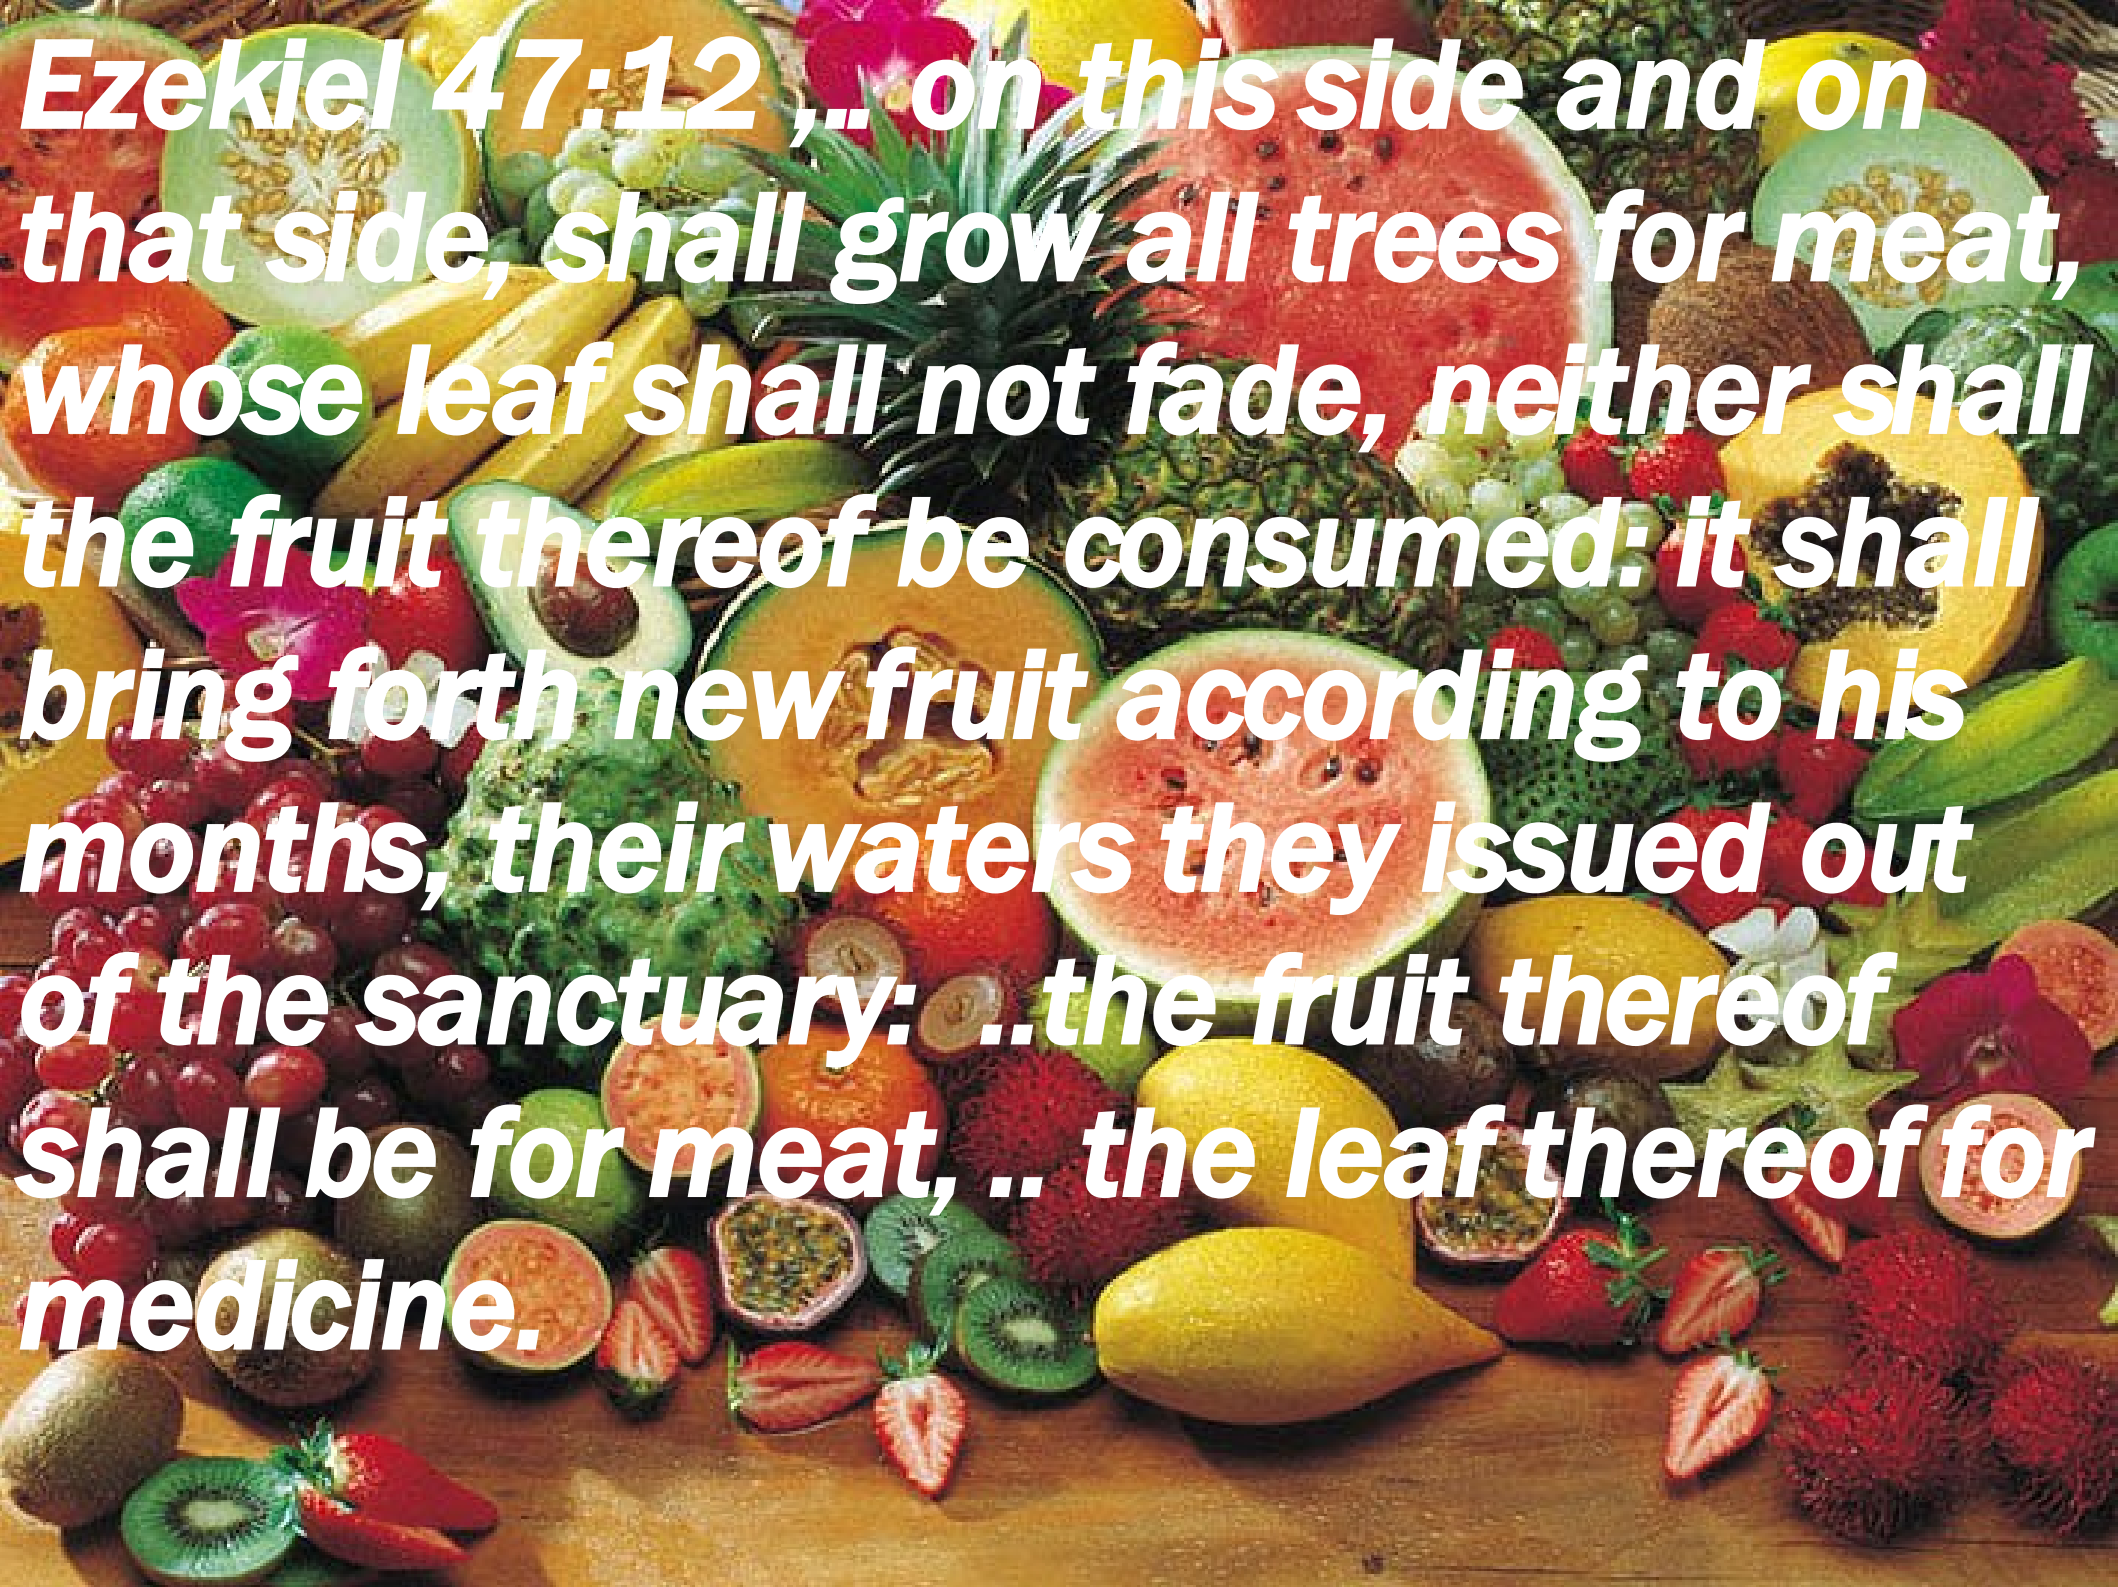 Ezekiel 47:12 ,.. on this side and on
that side, shall grow all trees for meat,
whose leaf shall not fade, neither shall
the fruit thereof be consumed: it shall
bring forth new fruit according to his
months, their waters they issued out
of the sanctuary:  ..the fruit thereof
shall be for meat, .. the leaf thereof for
medicine.